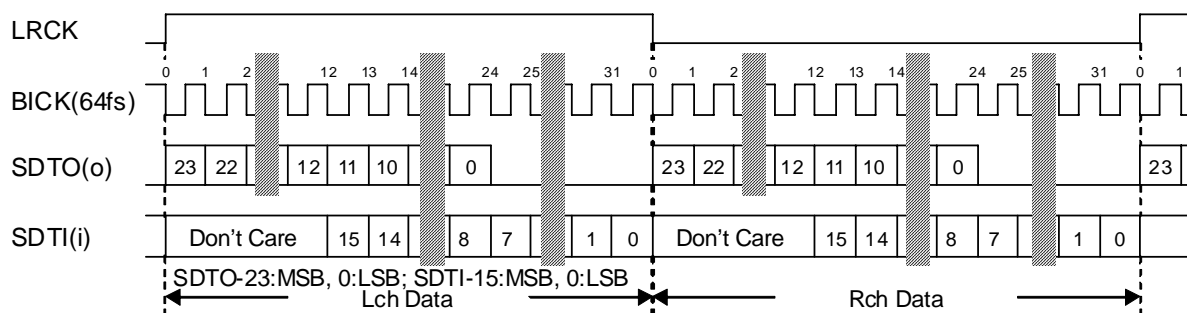 LRCK
0 1 2 12 13 14 24 25 31 0 1 2 12 13 14 24 25 31 0 1
BICK(64fs)
SDTO(o) 23 22 12 11 10 0 23 22 12 11 10 0 23
SDTI(i) Don't Care 15 14 8 7 1 0 Don't Care 15 14 8 7 1 0
SDTO-23:MSB, 0:LSB; SDTI-15:MSB, 0:LSB
Lch Data Rch Data